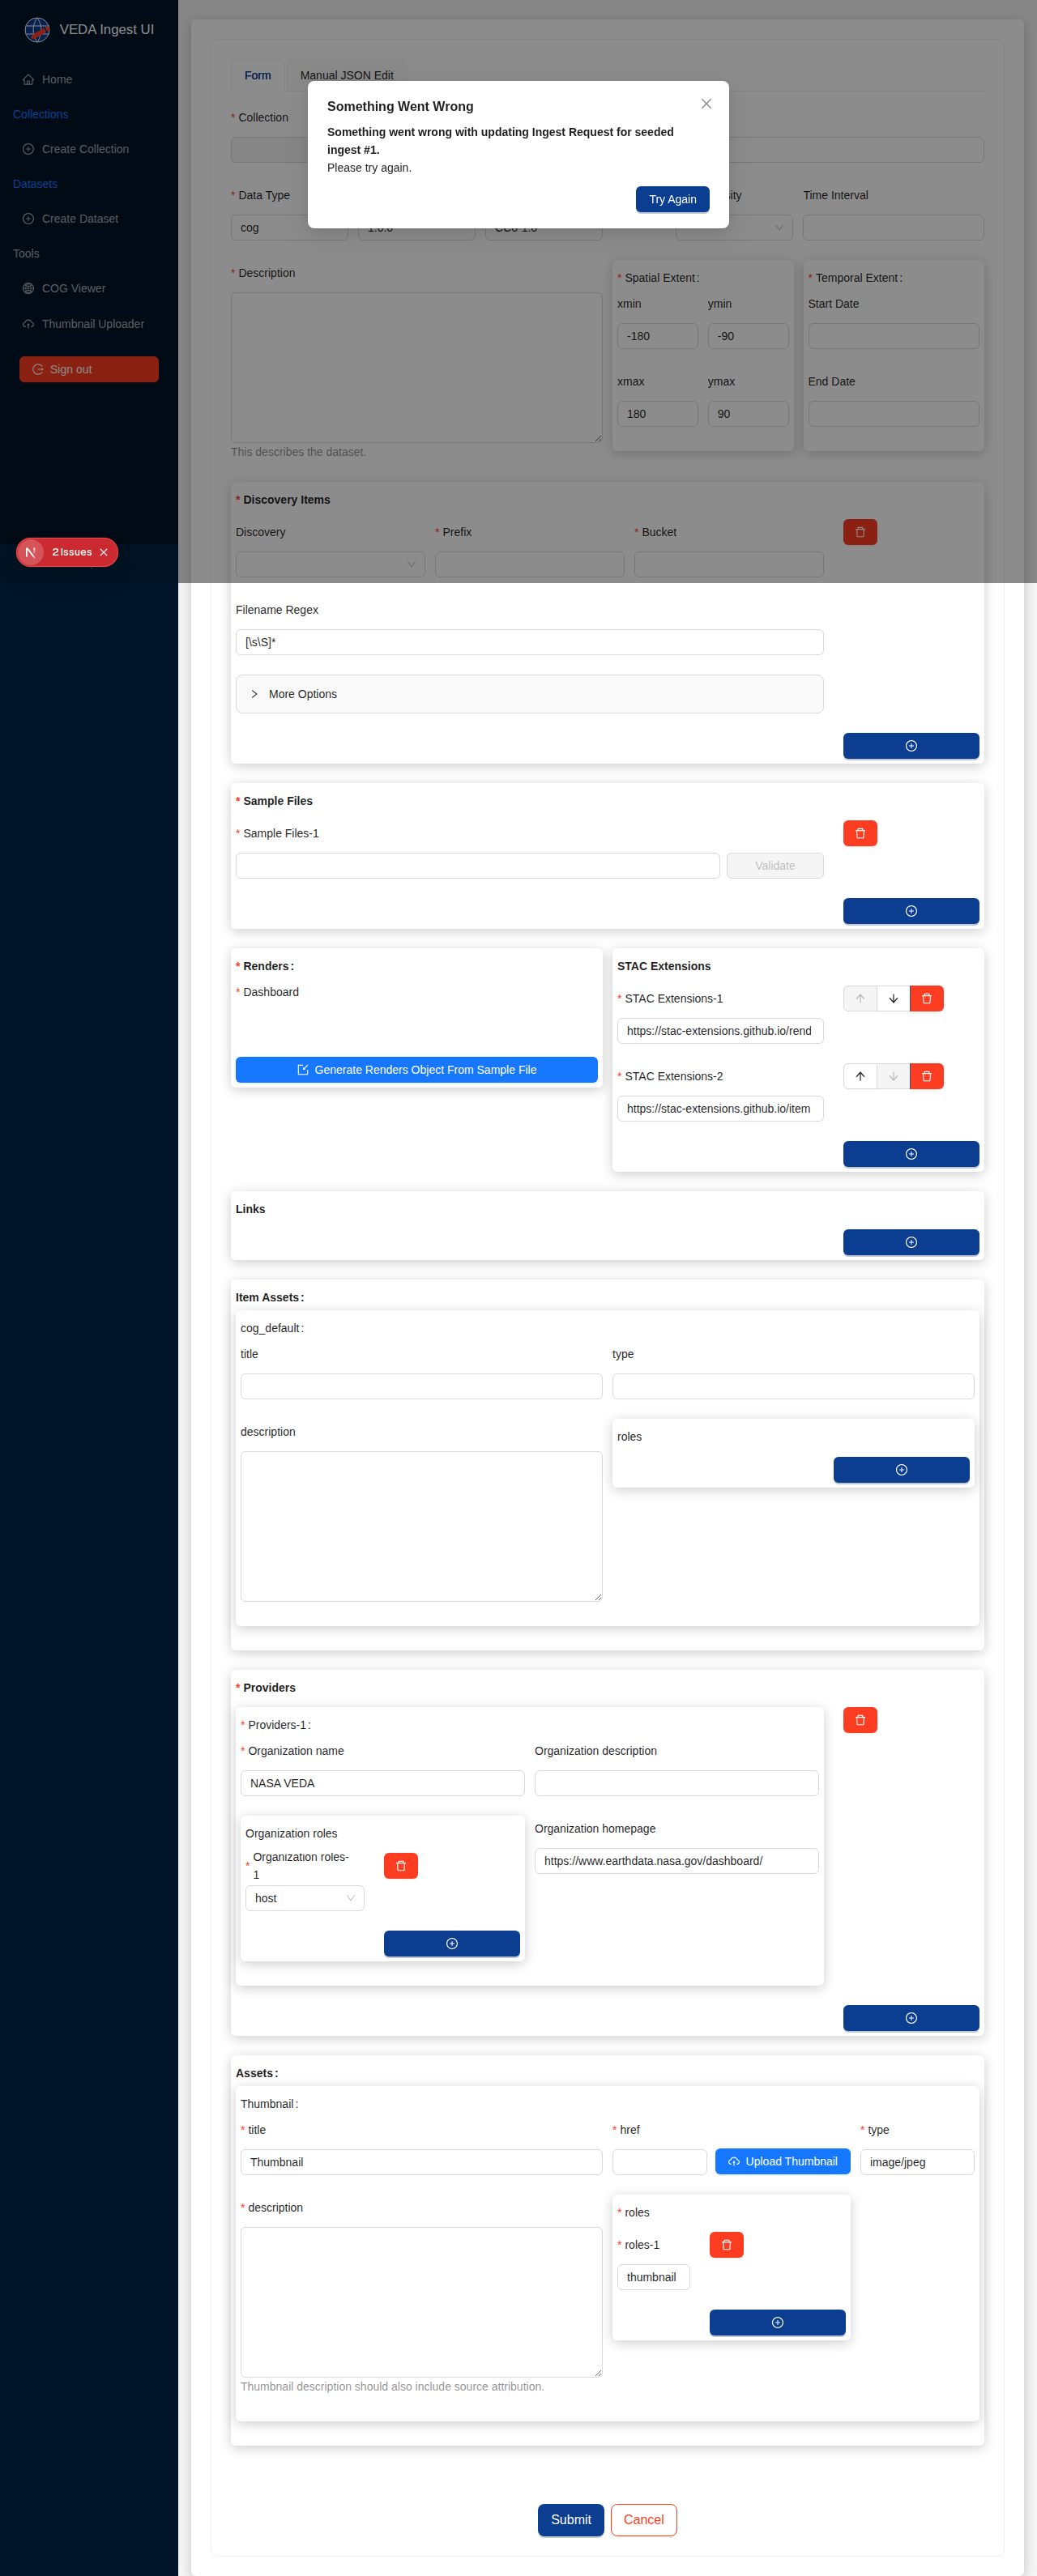 VEDA Ingest UI
Home
Collections
Create Collection
Datasets
Create Dataset
Tools
COG Viewer
Thumbnail Uploader
Sign out
2 Issues
Form
Manual JSON Edit
Something Went Wrong
Something went wrong with updating Ingest Request for seeded
ingest #1.
Please try again.
Try Again
* Collection
* Data Type
Time Interval
cog
* Description
This describes the dataset.
* Spatial Extent:
xmin
ymin
-180
-90
xmax
ymax
180
90
* Temporal Extent:
Start Date
End Date
* Discovery Items
Discovery
* Prefix
* Bucket
Filename Regex
[\s\S]*
More Options
* Sample Files
* Sample Files-1
Validate
* Renders:
* Dashboard
Generate Renders Object From Sample File
STAC Extensions
* STAC Extensions-1
https://stac-extensions.github.io/rend
* STAC Extensions-2
https://stac-extensions.github.io/item
Links
Item Assets:
cog_default:
title
type
description
roles
* Providers
* Providers-1:
* Organization name
Organization description
NASA VEDA
Organization roles
* Organization roles-
1
host
Organization homepage
https://www.earthdata.nasa.gov/dashboard/
Assets:
Thumbnail:
* title
* href
* type
Thumbnail
Upload Thumbnail
image/jpeg
* description
Thumbnail description should also include source attribution.
* roles
* roles-1
thumbnail
Submit
Cancel